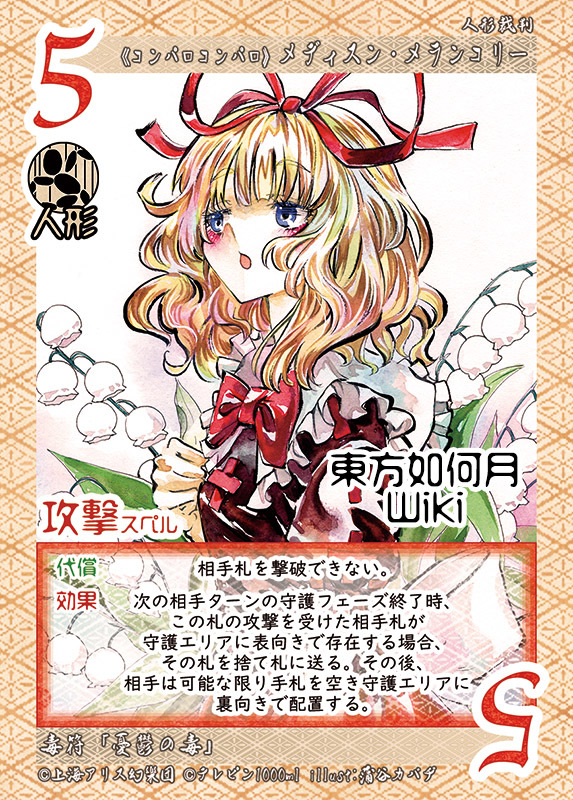 人形裁判
5
《コンパロコンパロ》 メディスン・メランコリー
人形
東方如何月
Wiki
攻撃スペル
代償 相手札を撃破できない。
効果 次の相手ターンの守護フェーズ終了時、
この札の攻撃を受けた相手札が
守護エリアに表向きで存在する場合、
その札を捨て札に送る。その後、
相手は可能な限り手札を空き守護エリアに
裏向きで配置する。
毒符「憂鬱の毒」
5
©上海アリス幻樂団 ©テレピン1000ml illust:蒲谷カバヂ